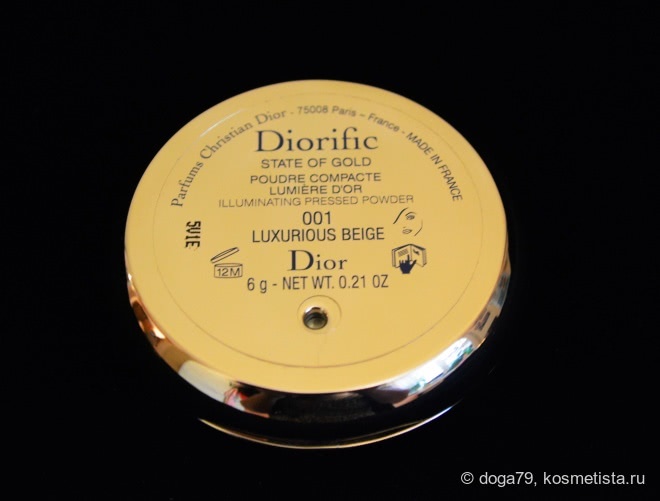 Parfums Christian Dior - 75008 Paris – France - MADE IN FRANCE
Diorific
STATE OF GOLD
POUDRE COMPACTE
LUMIÈRE D'OR
ILLUMINATING PRESSED POWDER
001
LUXURIOUS BEIGE
5V1E
Dior
12M
6 g - NET WT. 0.21 OZ
© doga79, kosmetista.ru